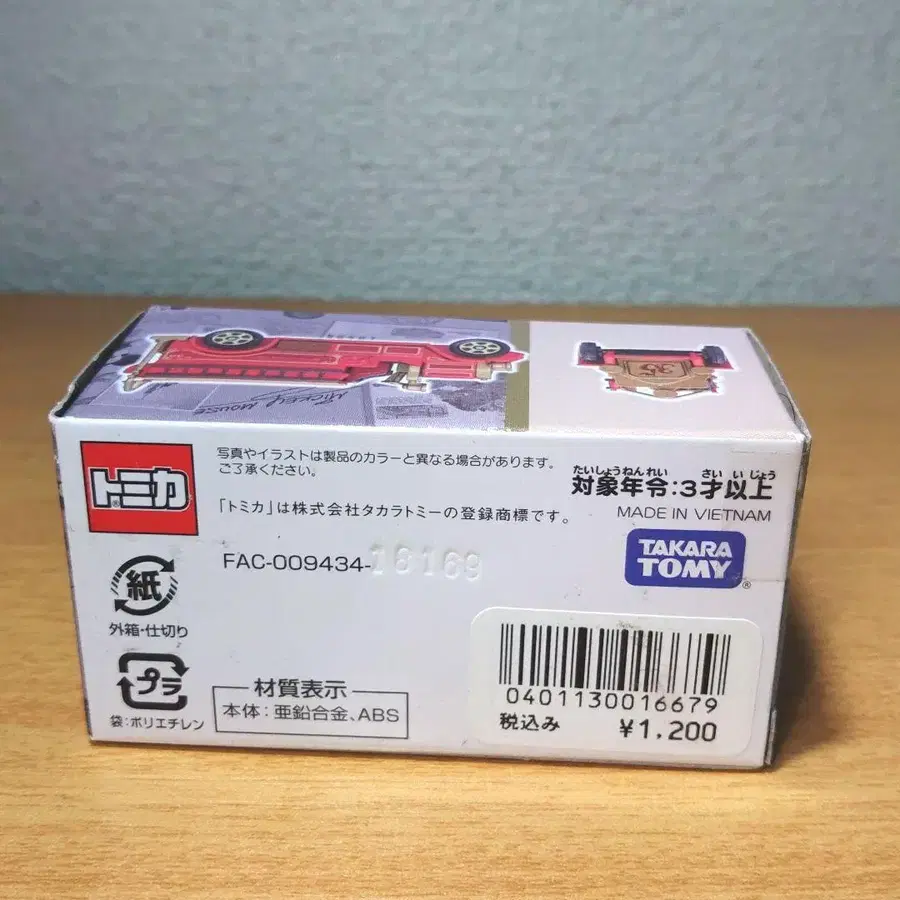 MICKEY MOUSE
35
トミカ
写真やイラストは製品のカラーと異なる場合があります。
ご了承ください。
「トミカ」は株式会社タカラトミーの登録商標です。
たいしょうねんれい さい いじょう
対象年令:3才以上
MADE IN VIETNAM
FAC-009434-18169
TAKARA
TOMY
紙
外箱・仕切り
プラ
袋:ポリエチレン
材質表示
本体:亜鉛合金、ABS
0401130016679
税込み ¥1,200